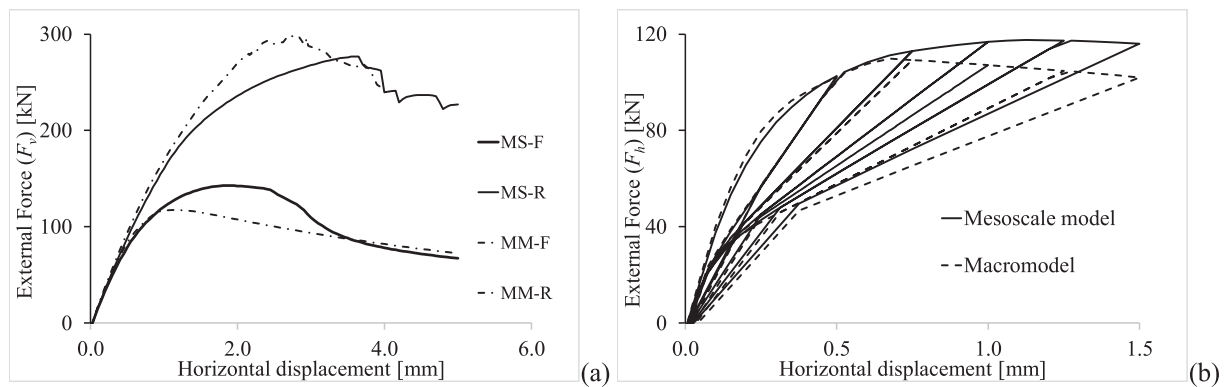 300
200
100
0
External Force (Fv) [kN]
0.0 2.0 4.0 6.0
Horizontal displacement [mm]
MS-F
MS-R
MM-F
MM-R
(a)
120
80
40
0
External Force (Fh) [kN]
0.0 0.5 1.0 1.5
Horizontal displacement [mm]
Mesoscale model
Macromodel
(b)